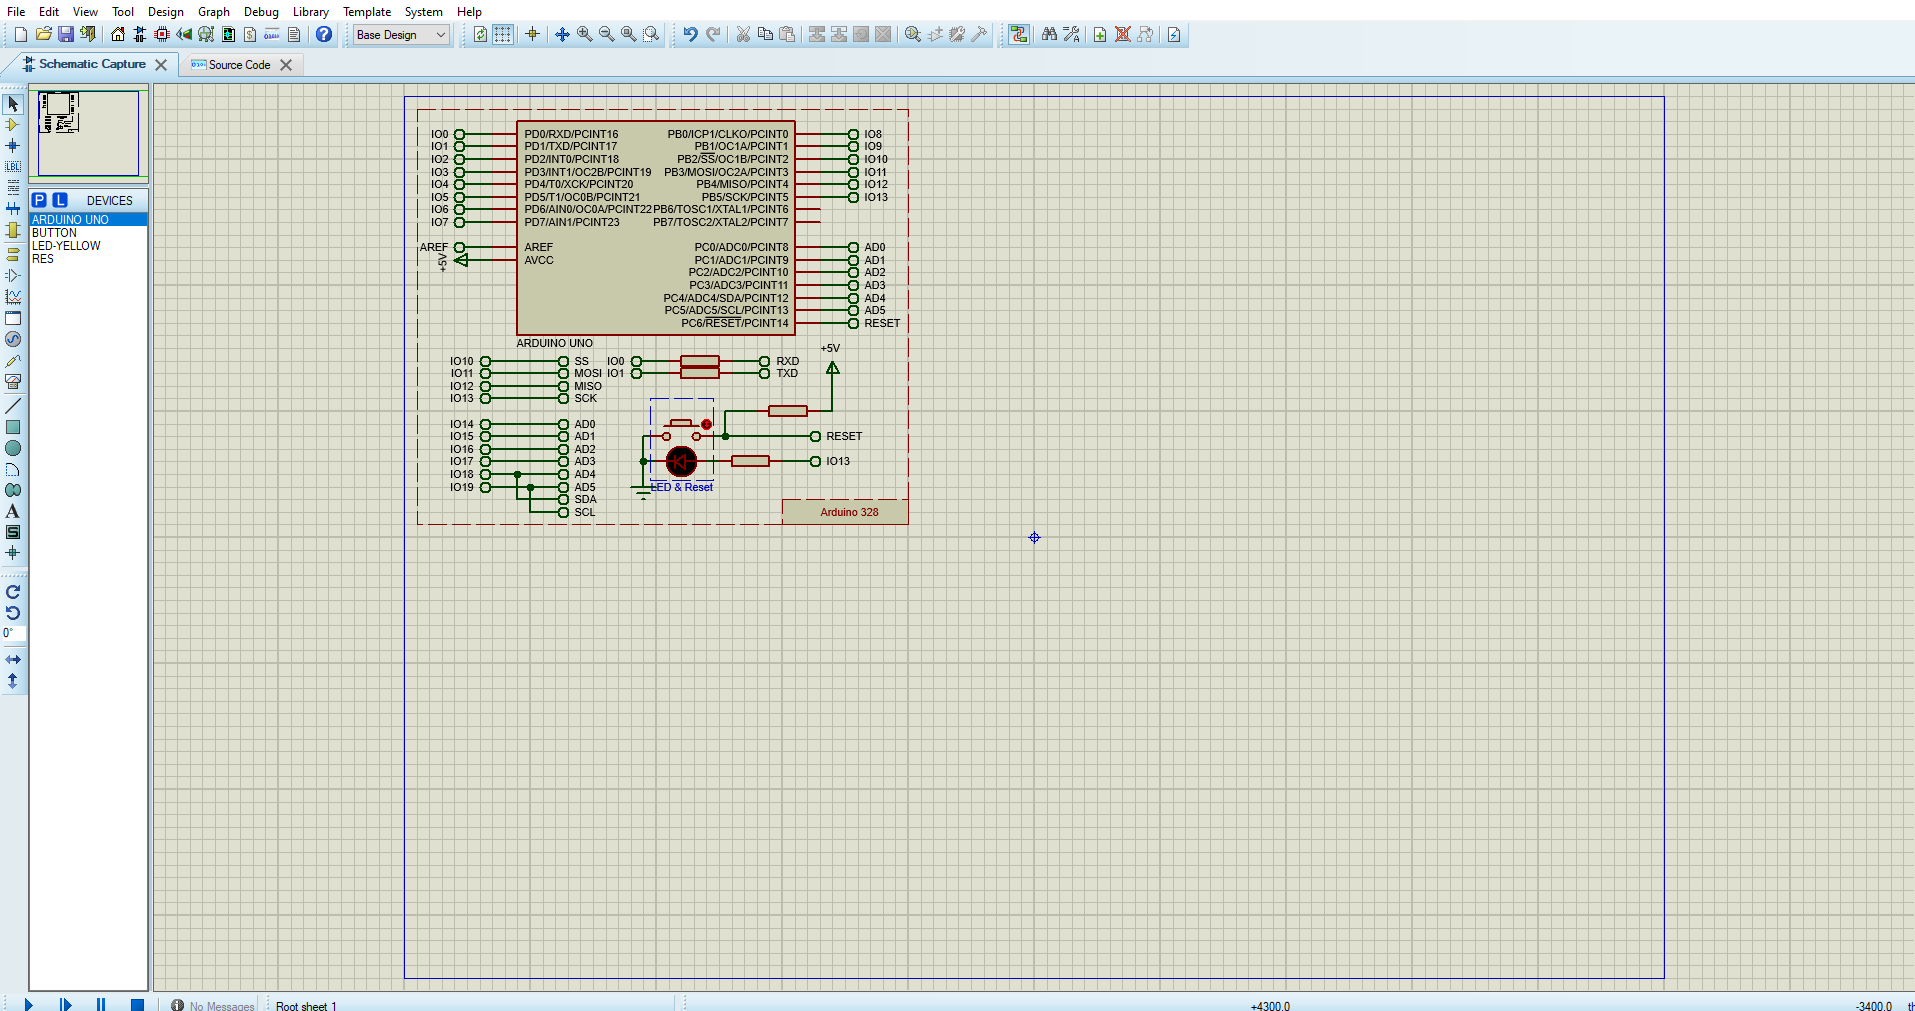 File Edit View Tool Design Graph Debug Library Template System Help
Base Design
Schematic Capture Source Code
P L DEVICES
ARDUINO UNO
BUTTON
LED-YELLOW
RES
0°
IO0 PD0/RXD/PCINT16 PB0/ICP1/CLKO/PCINT0 IO8
IO1 PD1/TXD/PCINT17 PB1/OC1A/PCINT1 IO9
IO2 PD2/INT0/PCINT18 PB2/SS/OC1B/PCINT2 IO10
IO3 PD3/INT1/OC2B/PCINT19 PB3/MOSI/OC2A/PCINT3 IO11
IO4 PD4/T0/XCK/PCINT20 PB4/MISO/PCINT4 IO12
IO5 PD5/T1/OC0B/PCINT21 PB5/SCK/PCINT5 IO13
IO6 PD6/AIN0/OC0A/PCINT22 PB6/TOSC1/XTAL1/PCINT6
IO7 PD7/AIN1/PCINT23 PB7/TOSC2/XTAL2/PCINT7
AREF AREF PC0/ADC0/PCINT8 AD0
+5V AVCC PC1/ADC1/PCINT9 AD1
PC2/ADC2/PCINT10 AD2
PC3/ADC3/PCINT11 AD3
PC4/ADC4/SDA/PCINT12 AD4
PC5/ADC5/SCL/PCINT13 AD5
PC6/RESET/PCINT14 RESET
ARDUINO UNO
+5V
IO10 SS IO0 RXD
IO11 MOSI IO1 TXD
IO12 MISO
IO13 SCK
IO14 AD0
IO15 AD1 RESET
IO16 AD2
IO17 AD3 IO13
IO18 AD4
IO19 AD5 LED & Reset
SDA
SCL Arduino 328
No Messages Root sheet 1 +4300.0 -3400.0